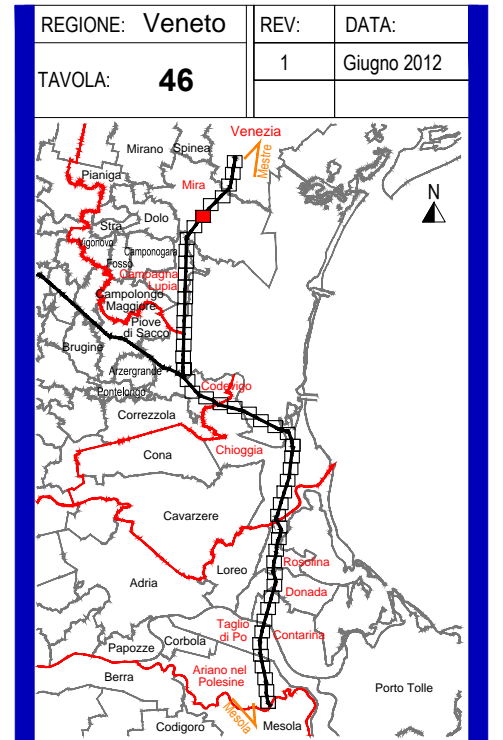 REGIONE: Veneto
REV:
DATA:
TAVOLA: 46
1
Giugno 2012
Venezia
Mestre
Mirano
Spinea
Pianiga
Mira
N
Dolo
Stra
Vigonovo
Camponogara
Fosso
Campagna
Lupia
Campolongo
Maggiore
Piove
di Sacco
Brugine
Arzergrande
Codevigo
Pontelongo
Correzzola
Chioggia
Cona
Cavarzere
Loreo
Rosolina
Adria
Donada
Taglio
di Po
Contarina
Corbola
Papozze
Berra
Ariano nel
Polesine
Porto Tolle
Mesola
Mesola
Codigoro